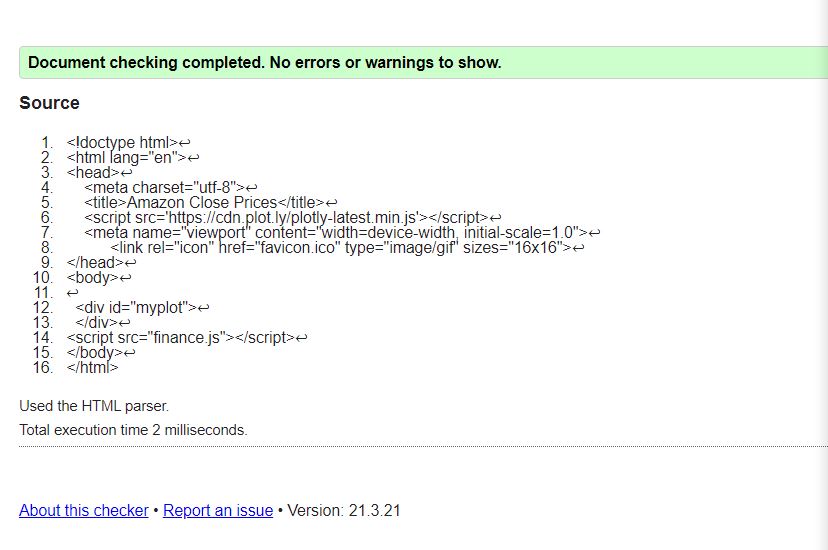 Document checking completed. No errors or warnings to show.
Source
1. <!doctype html>↩
2. <html lang="en">↩
3. <head>↩
4. <meta charset="utf-8">↩
5. <title>Amazon Close Prices</title>↩
6. <script src='https://cdn.plot.ly/plotly-latest.min.js'></script>↩
7. <meta name="viewport" content="width=device-width, initial-scale=1.0">↩
8. <link rel="icon" href="favicon.ico" type="image/gif" sizes="16x16">↩
9. </head>↩
10. <body>↩
11. ↩
12. <div id="myplot">↩
13. </div>↩
14. <script src="finance.js"></script>↩
15. </body>↩
16. </html>
Used the HTML parser.
Total execution time 2 milliseconds.
About this checker • Report an issue • Version: 21.3.21